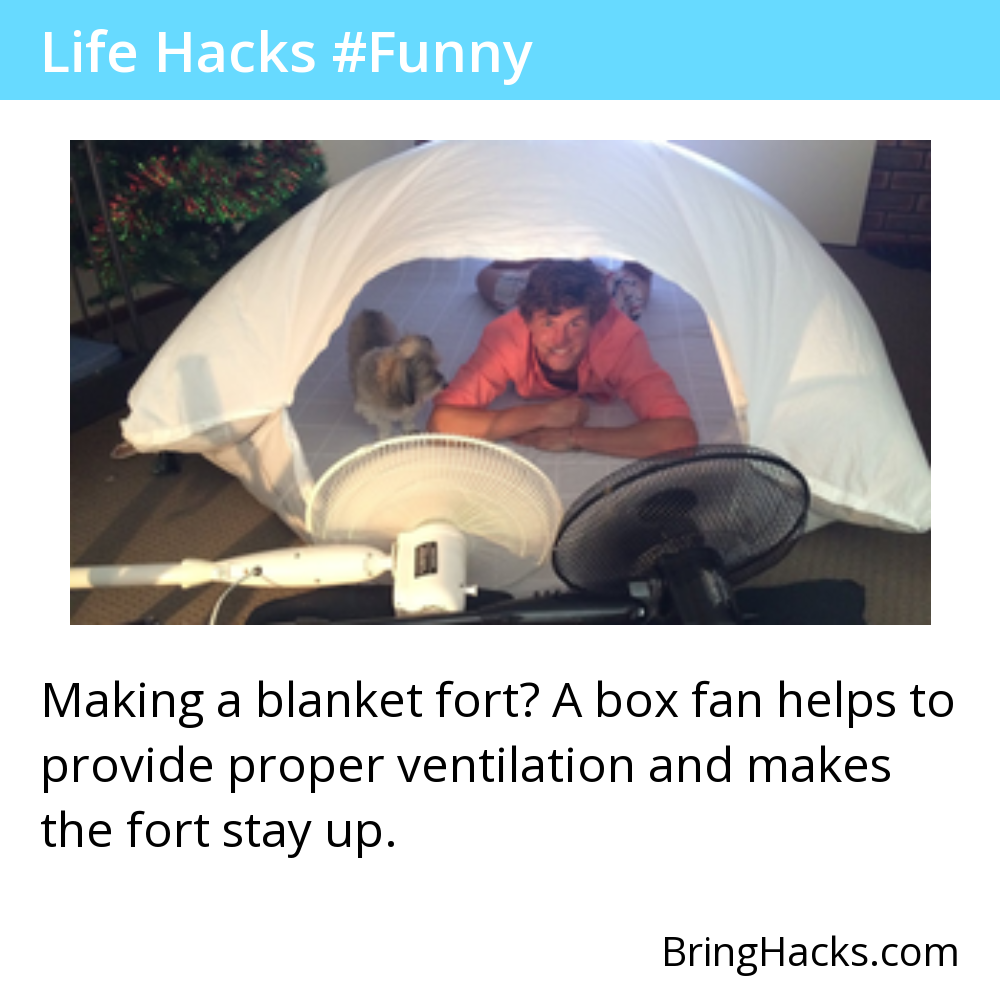 Life Hacks #Funny
Making a blanket fort? A box fan helps to
provide proper ventilation and makes
the fort stay up.
BringHacks.com